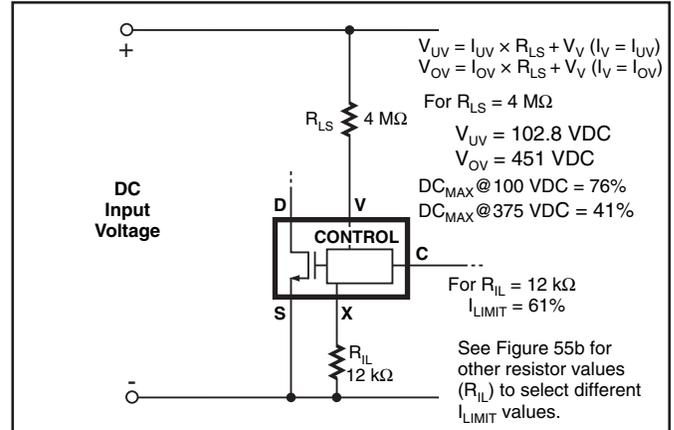 +
V_UV = I_UV × R_LS + V_V (I_V = I_UV)
V_OV = I_OV × R_LS + V_V (I_V = I_OV)
For R_LS = 4 MΩ
R_LS 4 MΩ
V_UV = 102.8 VDC
V_OV = 451 VDC
DC_MAX@100 VDC = 76%
DC_MAX@375 VDC = 41%
DC
Input
Voltage
D V
CONTROL
C
S X
For R_IL = 12 kΩ
I_LIMIT = 61%
R_IL
12 kΩ
See Figure 55b for
other resistor values
(R_IL) to select different
I_LIMIT values.
-